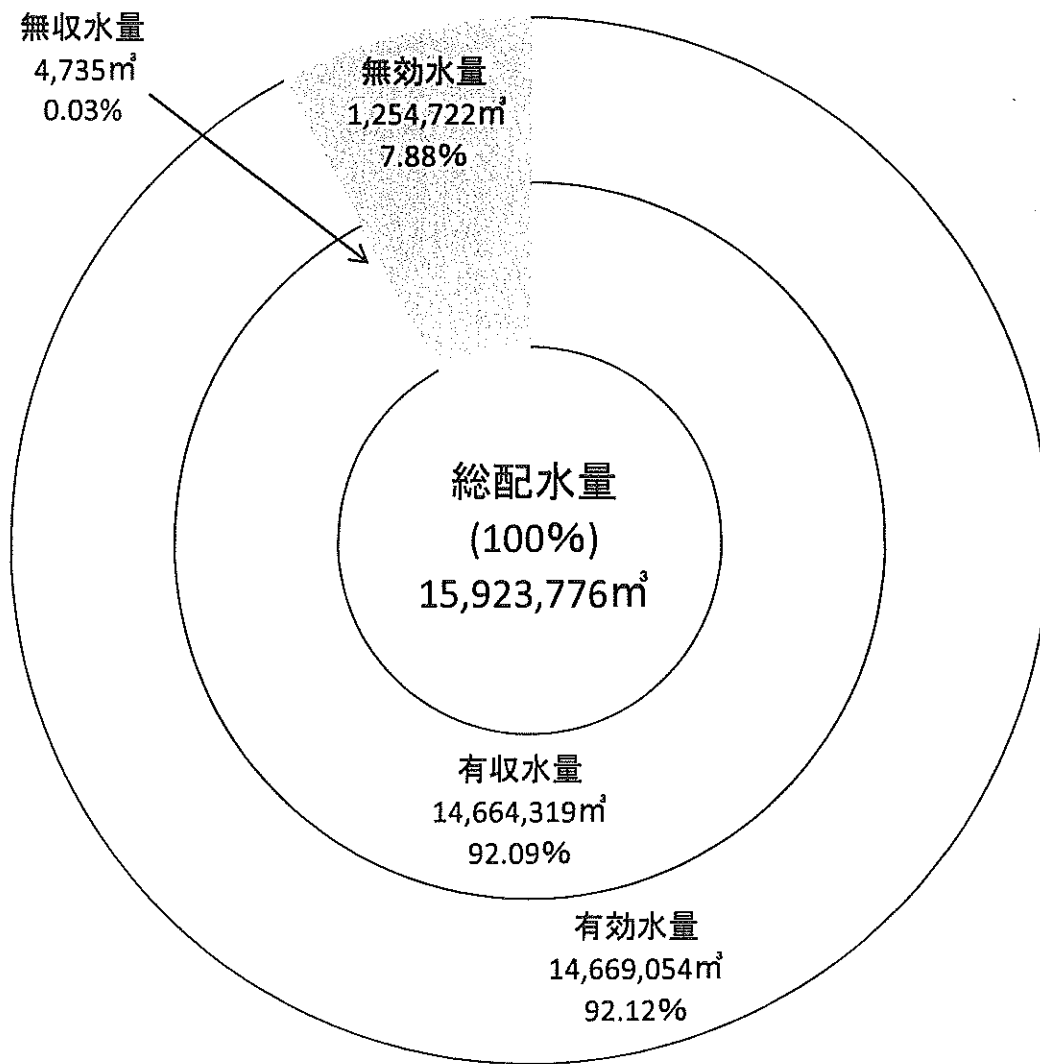 無収水量
4,735㎥
0.03%
無効水量
1,254,722㎥
7.88%
総配水量
(100%)
15,923,776㎥
有収水量
14,664,319㎥
92.09%
有効水量
14,669,054㎥
92.12%